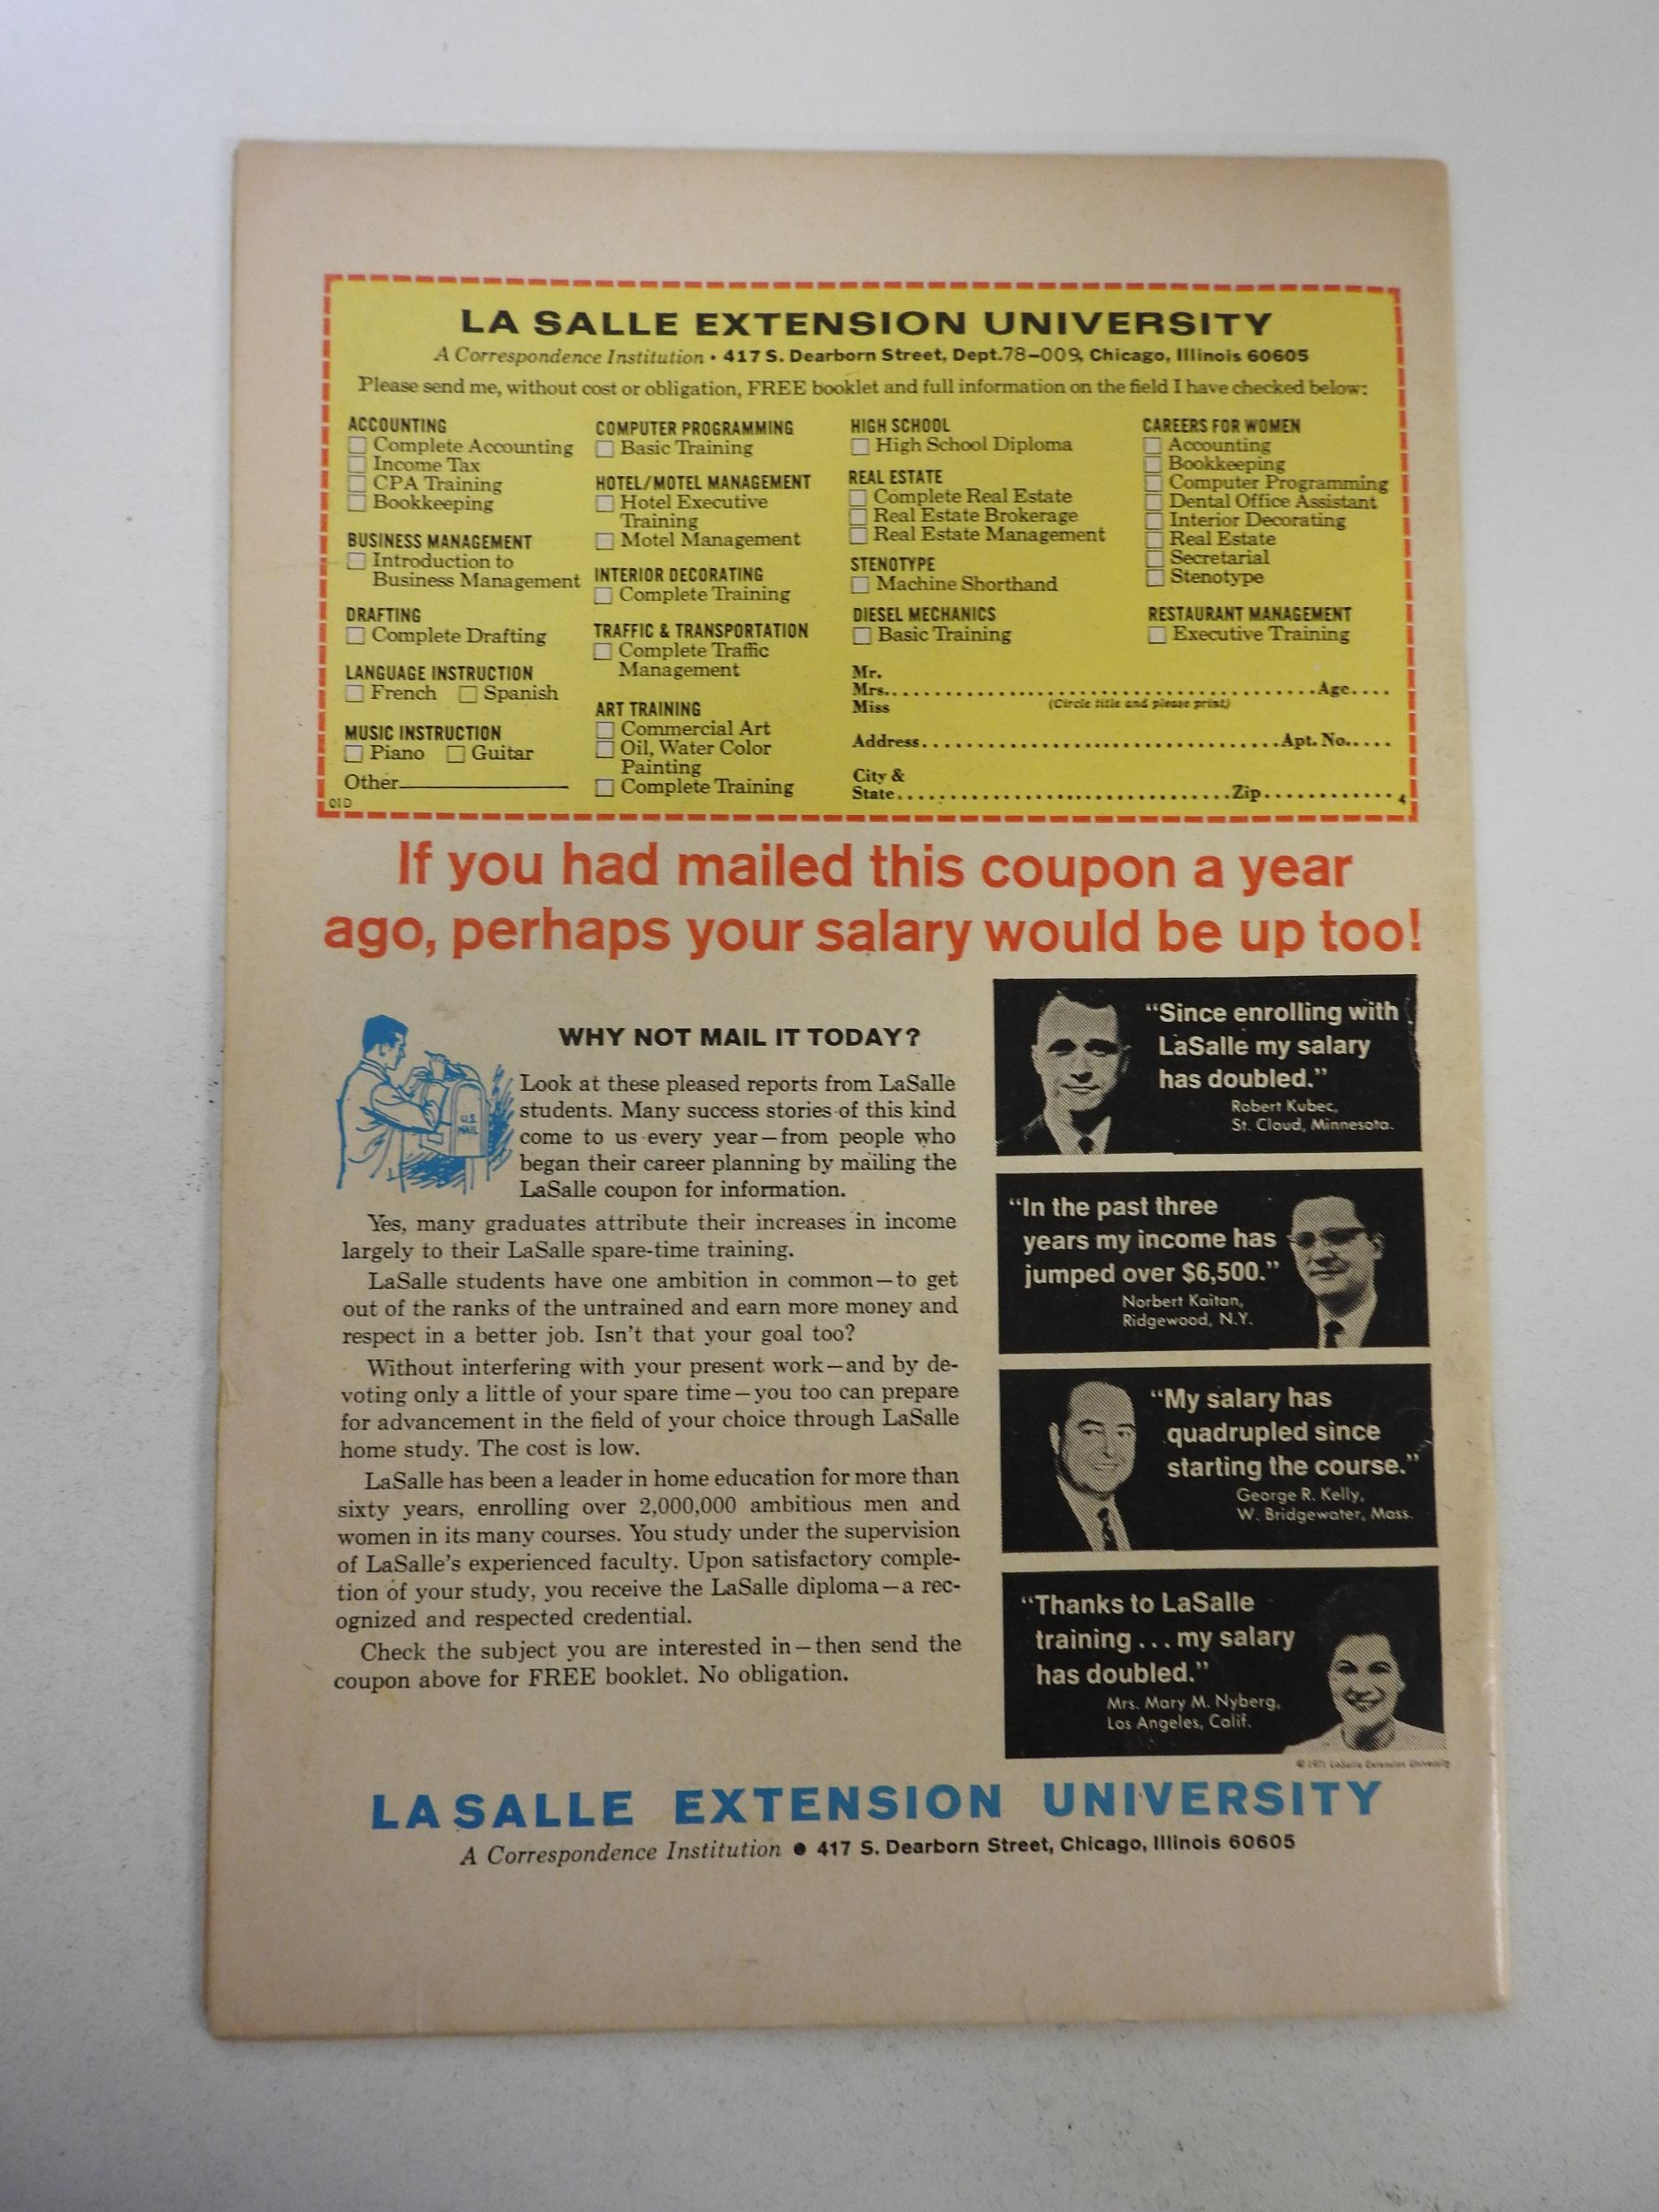 LA SALLE EXTENSION UNIVERSITY
A Correspondence Institution • 417 S. Dearborn Street, Dept.78-009, Chicago, Illinois 60605
Please send me, without cost or obligation, FREE booklet and full information on the field I have checked below:
ACCOUNTING
Complete Accounting
Income Tax
CPA Training
Bookkeeping
BUSINESS MANAGEMENT
Introduction to
Business Management
DRAFTING
Complete Drafting
LANGUAGE INSTRUCTION
French Spanish
MUSIC INSTRUCTION
Piano Guitar
Other
01D
COMPUTER PROGRAMMING
Basic Training
HOTEL/MOTEL MANAGEMENT
Hotel Executive
Training
Motel Management
INTERIOR DECORATING
Complete Training
TRAFFIC & TRANSPORTATION
Complete Traffic
Management
ART TRAINING
Commercial Art
Oil, Water Color
Painting
Complete Training
HIGH SCHOOL
High School Diploma
REAL ESTATE
Complete Real Estate
Real Estate Brokerage
Real Estate Management
STENOTYPE
Machine Shorthand
DIESEL MECHANICS
Basic Training
CAREERS FOR WOMEN
Accounting
Bookkeeping
Computer Programming
Dental Office Assistant
Interior Decorating
Real Estate
Secretarial
Stenotype
RESTAURANT MANAGEMENT
Executive Training
Mr.
Mrs. Age
Miss (Circle title and please print)
Address Apt. No.
City &
State Zip 4
If you had mailed this coupon a year
ago, perhaps your salary would be up too!
WHY NOT MAIL IT TODAY?
U.S.
MAIL
Look at these pleased reports from LaSalle
students. Many success stories of this kind
come to us every year—from people who
began their career planning by mailing the
LaSalle coupon for information.
Yes, many graduates attribute their increases in income
largely to their LaSalle spare-time training.
LaSalle students have one ambition in common—to get
out of the ranks of the untrained and earn more money and
respect in a better job. Isn't that your goal too?
Without interfering with your present work—and by de-
voting only a little of your spare time—you too can prepare
for advancement in the field of your choice through LaSalle
home study. The cost is low.
LaSalle has been a leader in home education for more than
sixty years, enrolling over 2,000,000 ambitious men and
women in its many courses. You study under the supervision
of LaSalle's experienced faculty. Upon satisfactory comple-
tion of your study, you receive the LaSalle diploma—a rec-
ognized and respected credential.
Check the subject you are interested in—then send the
coupon above for FREE booklet. No obligation.
"Since enrolling with
LaSalle my salary
has doubled."
Robert Kubec,
St. Cloud, Minnesota.
"In the past three
years my income has
jumped over $6,500."
Norbert Kaitan,
Ridgewood, N.Y.
"My salary has
quadrupled since
starting the course."
George R. Kelly,
W. Bridgewater, Mass.
"Thanks to LaSalle
training...my salary
has doubled."
Mrs. Mary M. Nyberg,
Los Angeles, Calif.
© 1971 LaSalle Extension University
LASALLE EXTENSION UNIVERSITY
A Correspondence Institution • 417 S. Dearborn Street, Chicago, Illinois 60605